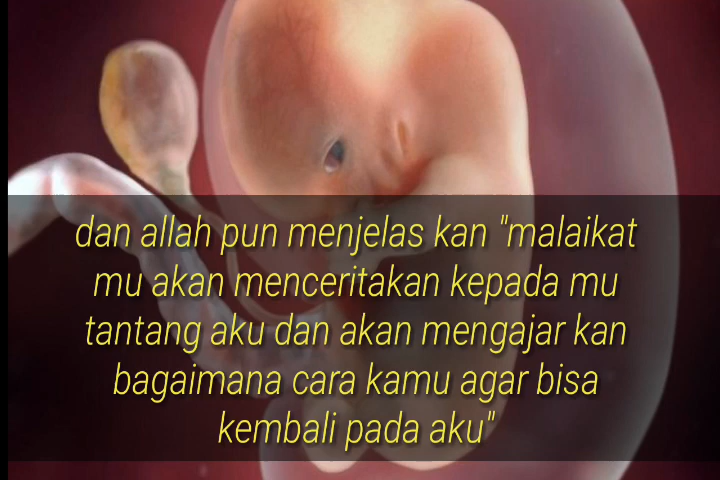 dan allah pun menjelas kan "malaikat
mu akan menceritakan kepada mu
tantang aku dan akan mengajar kan
bagaimana cara kamu agar bisa
kembali pada aku"